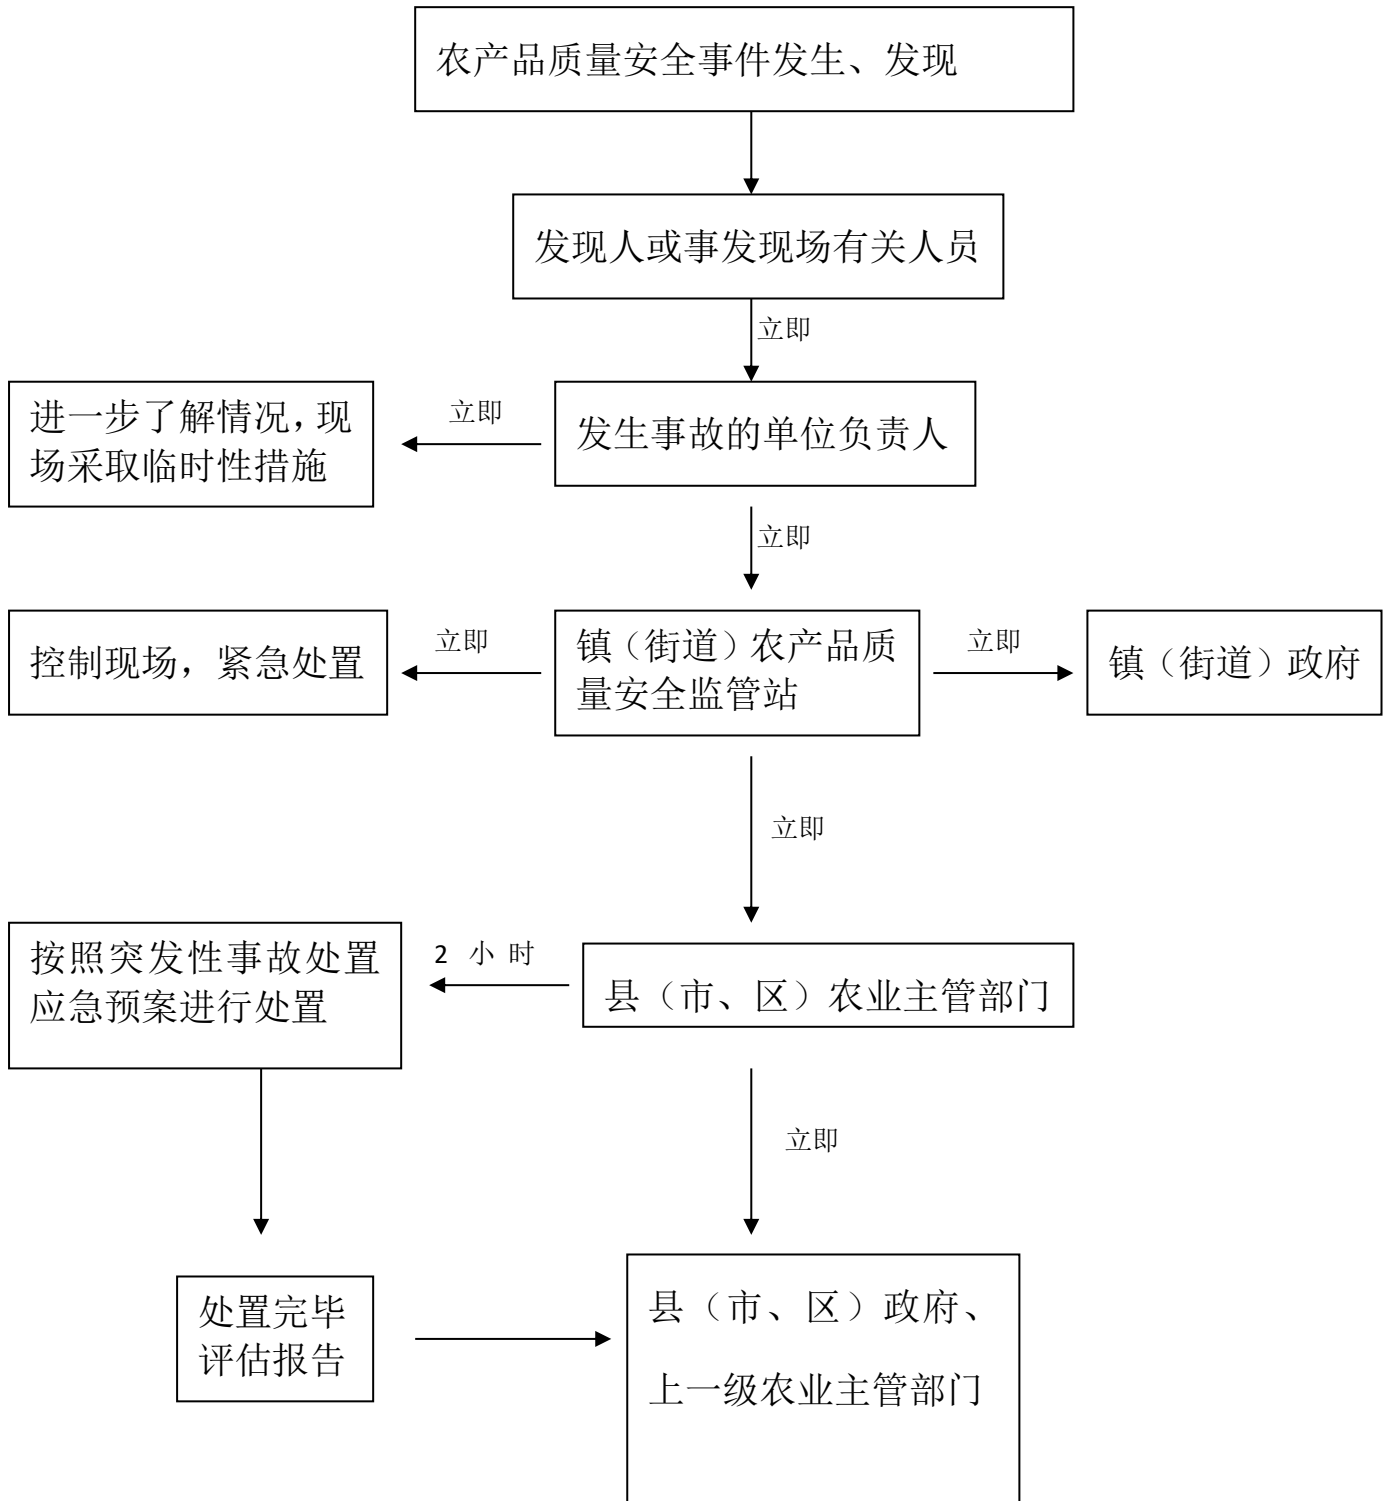 农产品质量安全事件发生、发现
发现人或事发现场有关人员
立即
进一步了解情况，现
场采取临时性措施
立即
发生事故的单位负责人
立即
控制现场，紧急处置
立即
镇（街道）农产品质
量安全监管站
立即
镇（街道）政府
立即
按照突发性事故处置
应急预案进行处置
2 小 时
县（市、区）农业主管部门
立即
处置完毕
评估报告
县（市、区）政府、
上一级农业主管部门